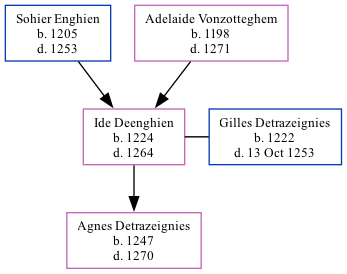 Sohier Enghien
b. 1205
d. 1253
Adelaide Vonzotteghem
b. 1198
d. 1271
Ide Deenghien
b. 1224
d. 1264
Gilles Detrazeignies
b. 1222
d. 13 Oct 1253
Agnes Detrazeignies
b. 1247
d. 1270